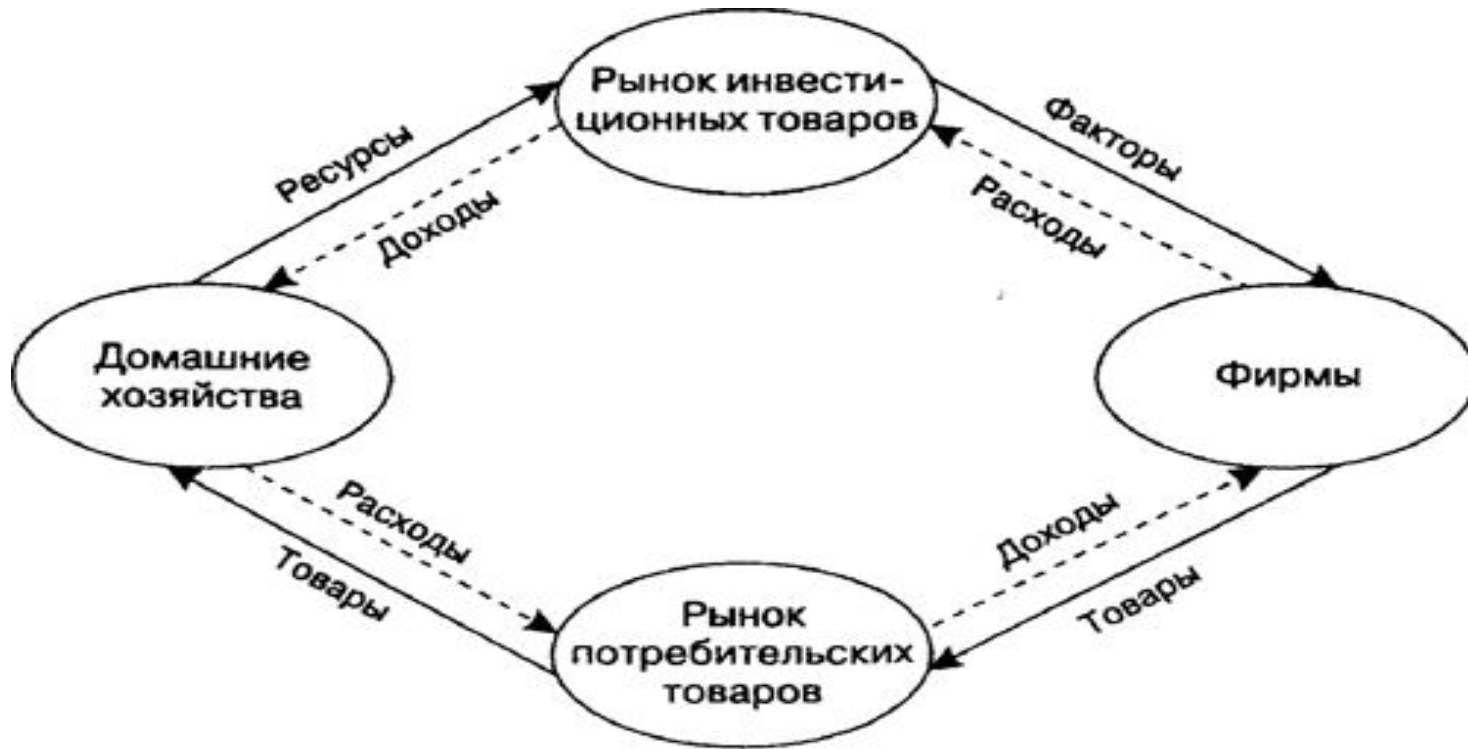 Рынок инвести-
ционных товаров
Ресурсы
Доходы
Факторы
Расходы
Домашние
хозяйства
Фирмы
Расходы
Товары
Доходы
Товары
Рынок
потребительских
товаров